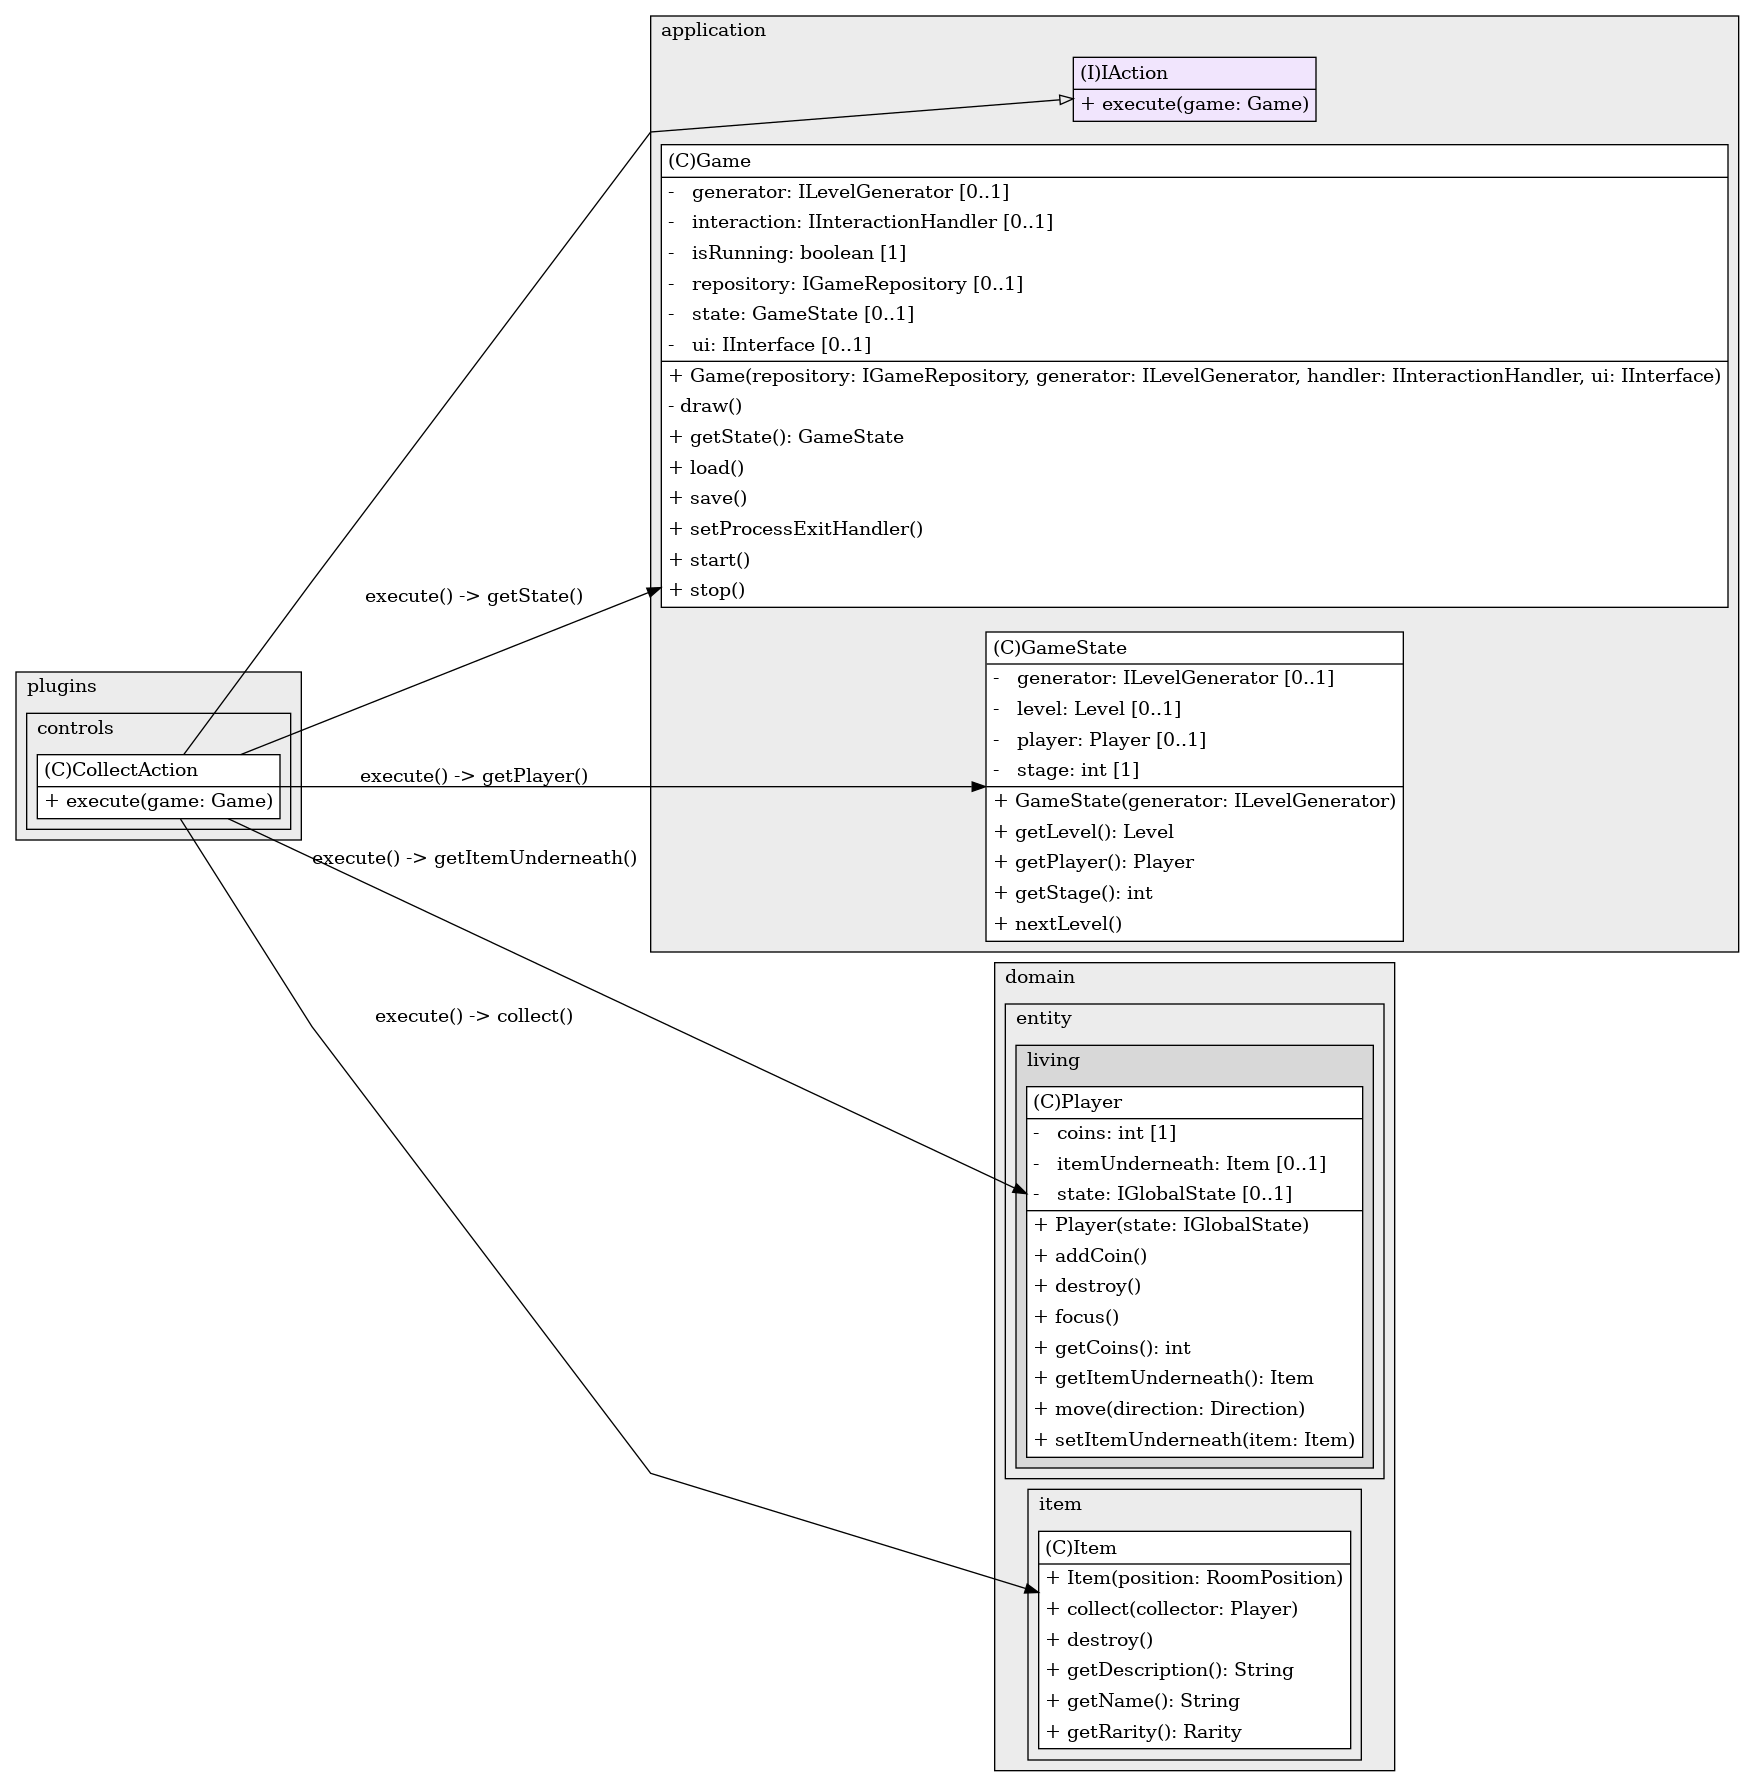 application
(I)IAction
+ execute(game: Game)
(C)Game
- generator: ILevelGenerator [0..1]
- interaction: IInteractionHandler [0..1]
- isRunning: boolean [1]
- repository: IGameRepository [0..1]
- state: GameState [0..1]
- ui: IInterface [0..1]
+ Game(repository: IGameRepository, generator: ILevelGenerator, handler: IInteractionHandler, ui: IInterface)
- draw()
+ getState(): GameState
+ load()
+ save()
+ setProcessExitHandler()
+ start()
+ stop()
execute() -> getState()
(C)GameState
- generator: ILevelGenerator [0..1]
- level: Level [0..1]
- player: Player [0..1]
- stage: int [1]
+ GameState(generator: ILevelGenerator)
+ getLevel(): Level
+ getPlayer(): Player
+ getStage(): int
+ nextLevel()
plugins
controls
(C)CollectAction
+ execute(game: Game)
execute() -> getPlayer()
execute() -> getItemUnderneath()
execute() -> collect()
domain
entity
living
(C)Player
- coins: int [1]
- itemUnderneath: Item [0..1]
- state: IGlobalState [0..1]
+ Player(state: IGlobalState)
+ addCoin()
+ destroy()
+ focus()
+ getCoins(): int
+ getItemUnderneath(): Item
+ move(direction: Direction)
+ setItemUnderneath(item: Item)
item
(C)Item
+ Item(position: RoomPosition)
+ collect(collector: Player)
+ destroy()
+ getDescription(): String
+ getName(): String
+ getRarity(): Rarity